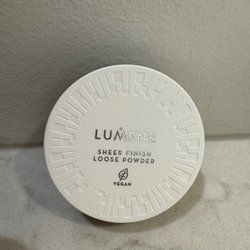 LUMENE
SHEER FINISH
LOOSE POWDER
VEGAN